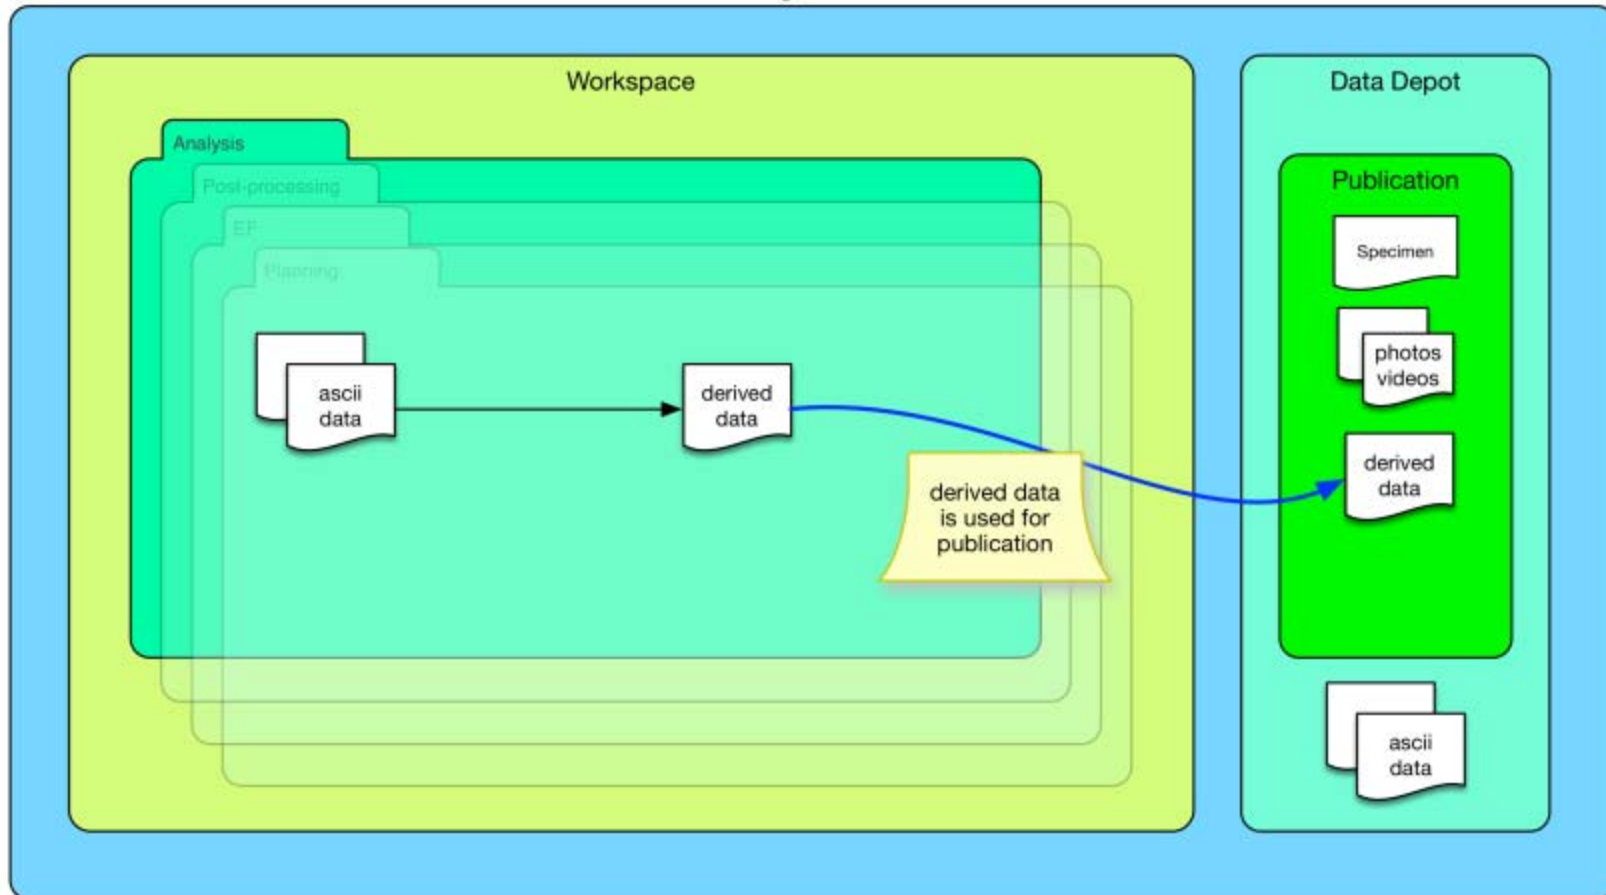 Workspace
Analysis
Post-processing
EF
Planning
ascii
data
derived
data
derived data
is used for
publication
Data Depot
Publication
Specimen
photos
videos
derived
data
ascii
data